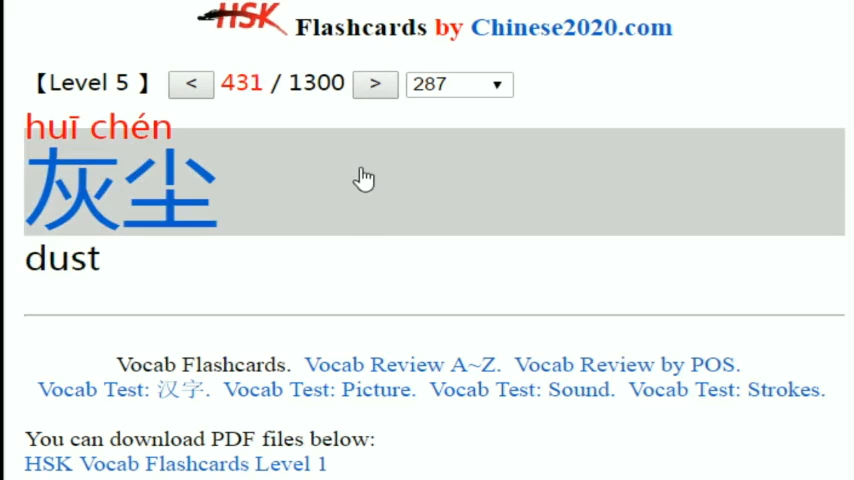 HSK Flashcards by Chinese2020.com
【Level 5 】 < 431 / 1300 > 287 ▼
huī chén
灰尘
dust
Vocab Flashcards. Vocab Review A~Z. Vocab Review by POS.
Vocab Test: 汉字. Vocab Test: Picture. Vocab Test: Sound. Vocab Test: Strokes.
You can download PDF files below:
HSK Vocab Flashcards Level 1